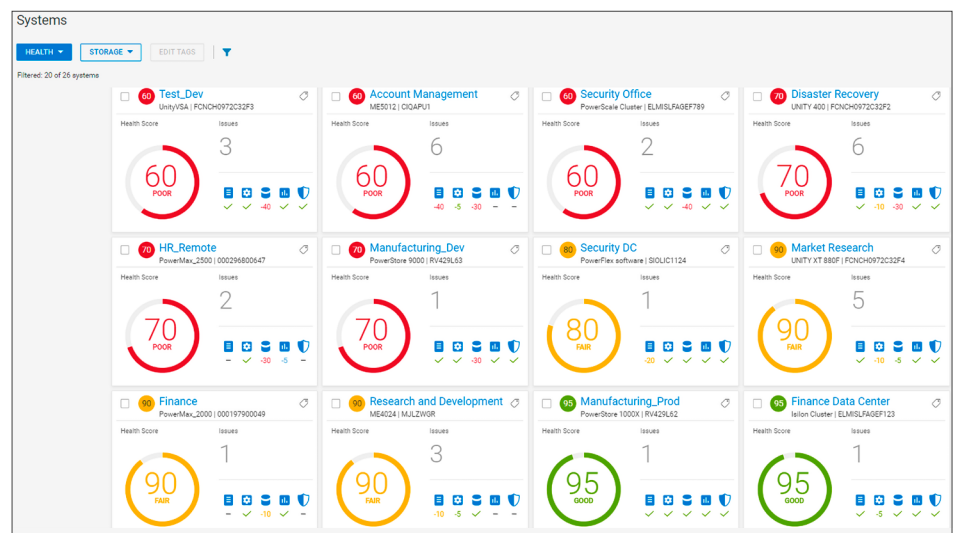 Systems
HEALTH STORAGE EDIT TAGS
Filtered: 20 of 26 systems
60 Test_Dev
UnityVSA | FCNCH0972C32F3
Health Score Issues
3
60
POOR
-40
60 Account Management
ME5012 | CIQAPU1
Health Score Issues
6
60
POOR
-40 -5 -30 – –
60 Security Office
PowerScale Cluster | ELMISLFAGEF789
Health Score Issues
2
60
POOR
-40
70 Disaster Recovery
UNITY 400 | FCNCH0972C32F2
Health Score Issues
6
70
POOR
-10 -30
70 HR_Remote
PowerMax_2500 | 000296800647
Health Score Issues
2
70
POOR
– -30 -5 –
70 Manufacturing_Dev
PowerStore 9000 | RV429L63
Health Score Issues
1
70
POOR
-30
80 Security DC
PowerFlex software | SIOLIC1124
Health Score Issues
1
80
FAIR
-20
90 Market Research
UNITY XT 880F | FCNCH0972C32F4
Health Score Issues
5
90
FAIR
-10 -5
90 Finance
PowerMax_2000 | 000197900049
Health Score Issues
1
90
FAIR
– -10 –
90 Research and Development
ME4024 | MJLZWGR
Health Score Issues
3
90
FAIR
-10 -5 – –
95 Manufacturing_Prod
PowerStore 1000X | RV429L62
Health Score Issues
1
95
GOOD
95 Finance Data Center
Isilon Cluster | ELMISLFAGEF123
Health Score Issues
1
95
GOOD
-5